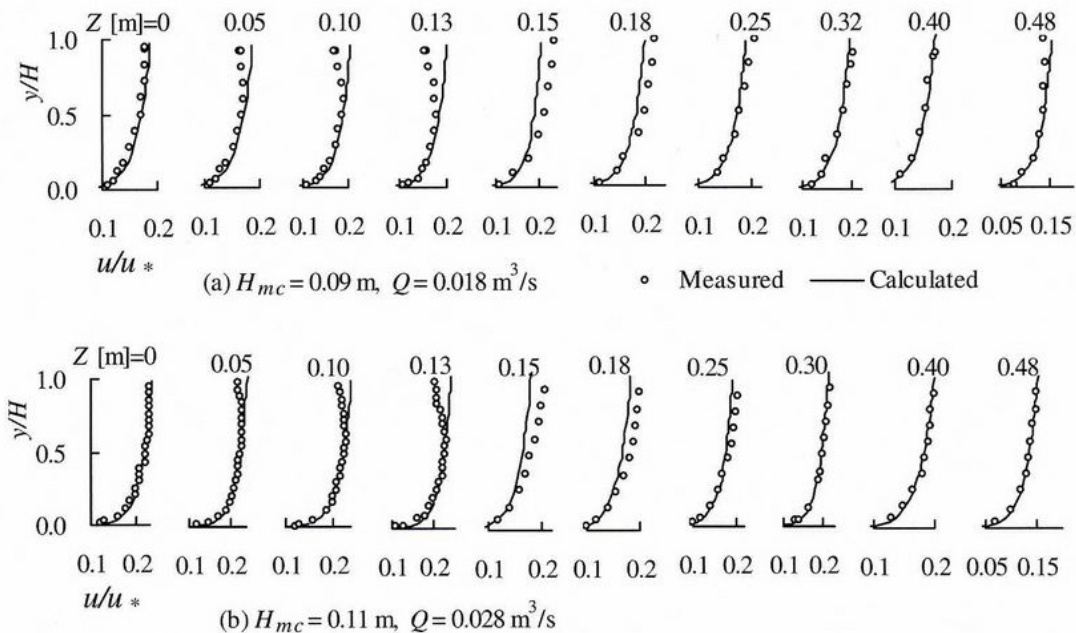 Z [m]=0 0.05 0.10 0.13 0.15 0.18 0.25 0.32 0.40 0.48
1.0
y/H
0.5
0.0
0.1 0.2 0.1 0.2 0.1 0.2 0.1 0.2 0.1 0.2 0.1 0.2 0.1 0.2 0.1 0.2 0.1 0.2 0.05 0.15
u/u *
(a) Hmc = 0.09 m, Q = 0.018 m³/s Measured Calculated
Z [m]=0 0.05 0.10 0.13 0.15 0.18 0.25 0.30 0.40 0.48
1.0
y/H
0.5
0.0
0.1 0.2 0.1 0.2 0.1 0.2 0.1 0.2 0.1 0.2 0.1 0.2 0.1 0.2 0.1 0.2 0.1 0.2 0.05 0.15
u/u *
(b) Hmc = 0.11 m, Q = 0.028 m³/s